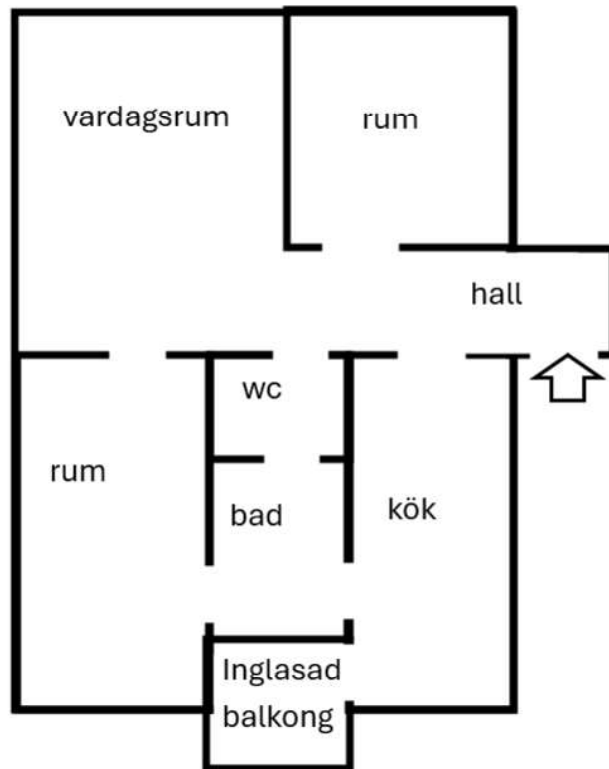 vardagsrum
rum
hall
wc
rum
bad
kök
Inglasad
balkong